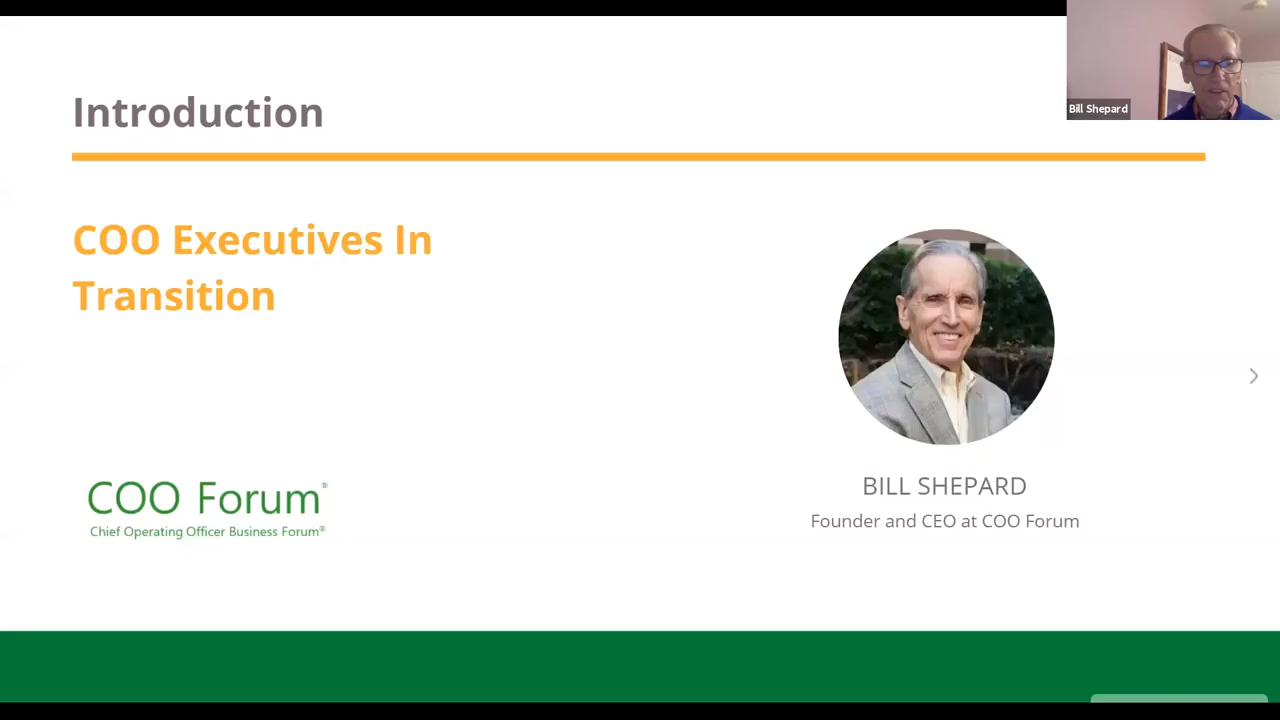 Introduction
Bill Shepard
COO Executives In
Transition
COO Forum®
Chief Operating Officer Business Forum®
BILL SHEPARD
Founder and CEO at COO Forum